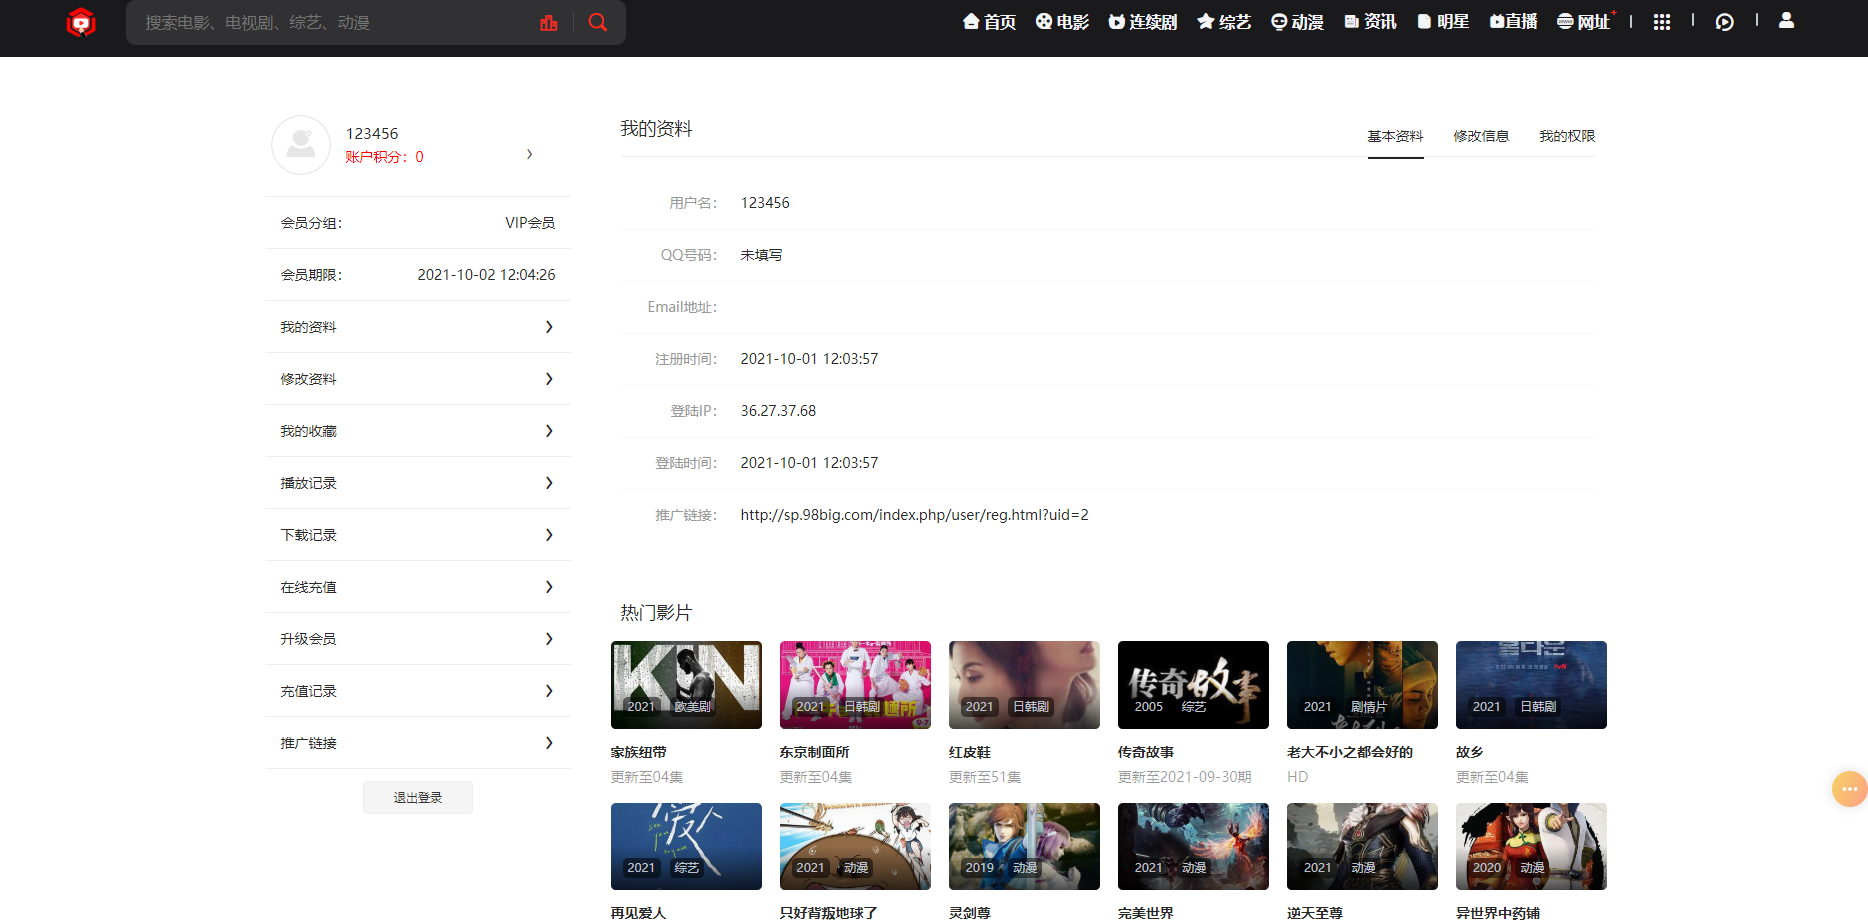 搜索电影、电视剧、综艺、动漫
首页 电影 连续剧 综艺 动漫 资讯 明星 直播 网址+
123456
账户积分：0
会员分组： VIP会员
会员期限： 2021-10-02 12:04:26
我的资料
修改资料
我的收藏
播放记录
下载记录
在线充值
升级会员
充值记录
推广链接
退出登录
我的资料
基本资料 修改信息 我的权限
用户名： 123456
QQ号码： 未填写
Email地址：
注册时间： 2021-10-01 12:03:57
登陆IP： 36.27.37.68
登陆时间： 2021-10-01 12:03:57
推广链接： http://sp.98big.com/index.php/user/reg.html?uid=2
热门影片
KIN
传奇故事
2021 欧美剧
2021 日韩剧
2021 日韩剧
2005 综艺
2021 剧情片
2021 日韩剧
家族纽带
更新至04集
东京制面所
更新至04集
红皮鞋
更新至51集
传奇故事
更新至2021-09-30期
老大不小之都会好的
HD
故乡
更新至04集
2021 综艺
2021 动漫
2019 动漫
2021 动漫
2021 动漫
2020 动漫
再见爱人
只好背叛地球了
灵剑尊
完美世界
逆天至尊
异世界中药铺